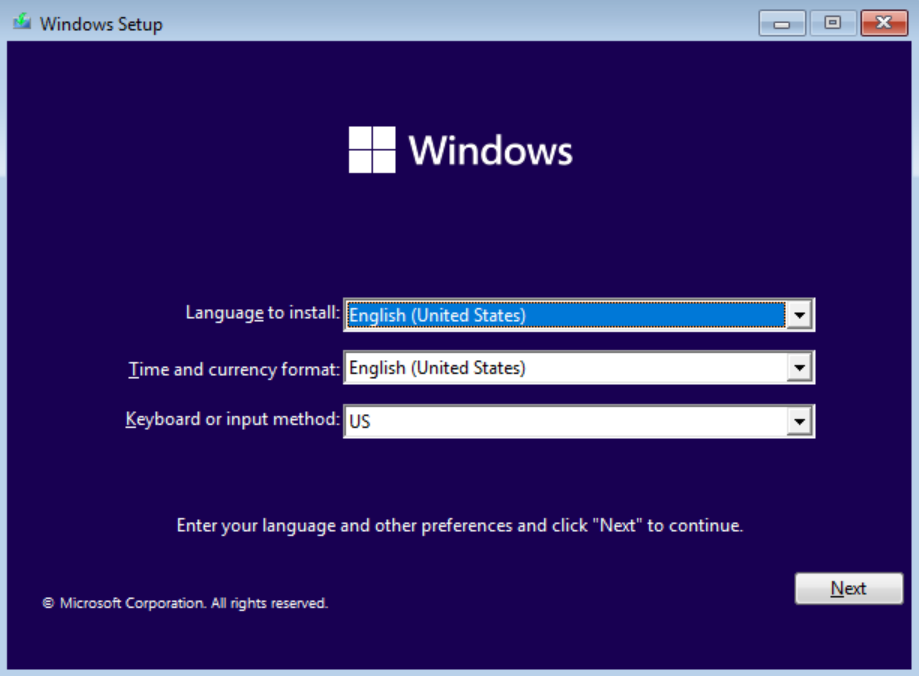 Windows Setup
Windows
Language to install: English (United States)
Time and currency format: English (United States)
Keyboard or input method: US
Enter your language and other preferences and click "Next" to continue.
Next
© Microsoft Corporation. All rights reserved.